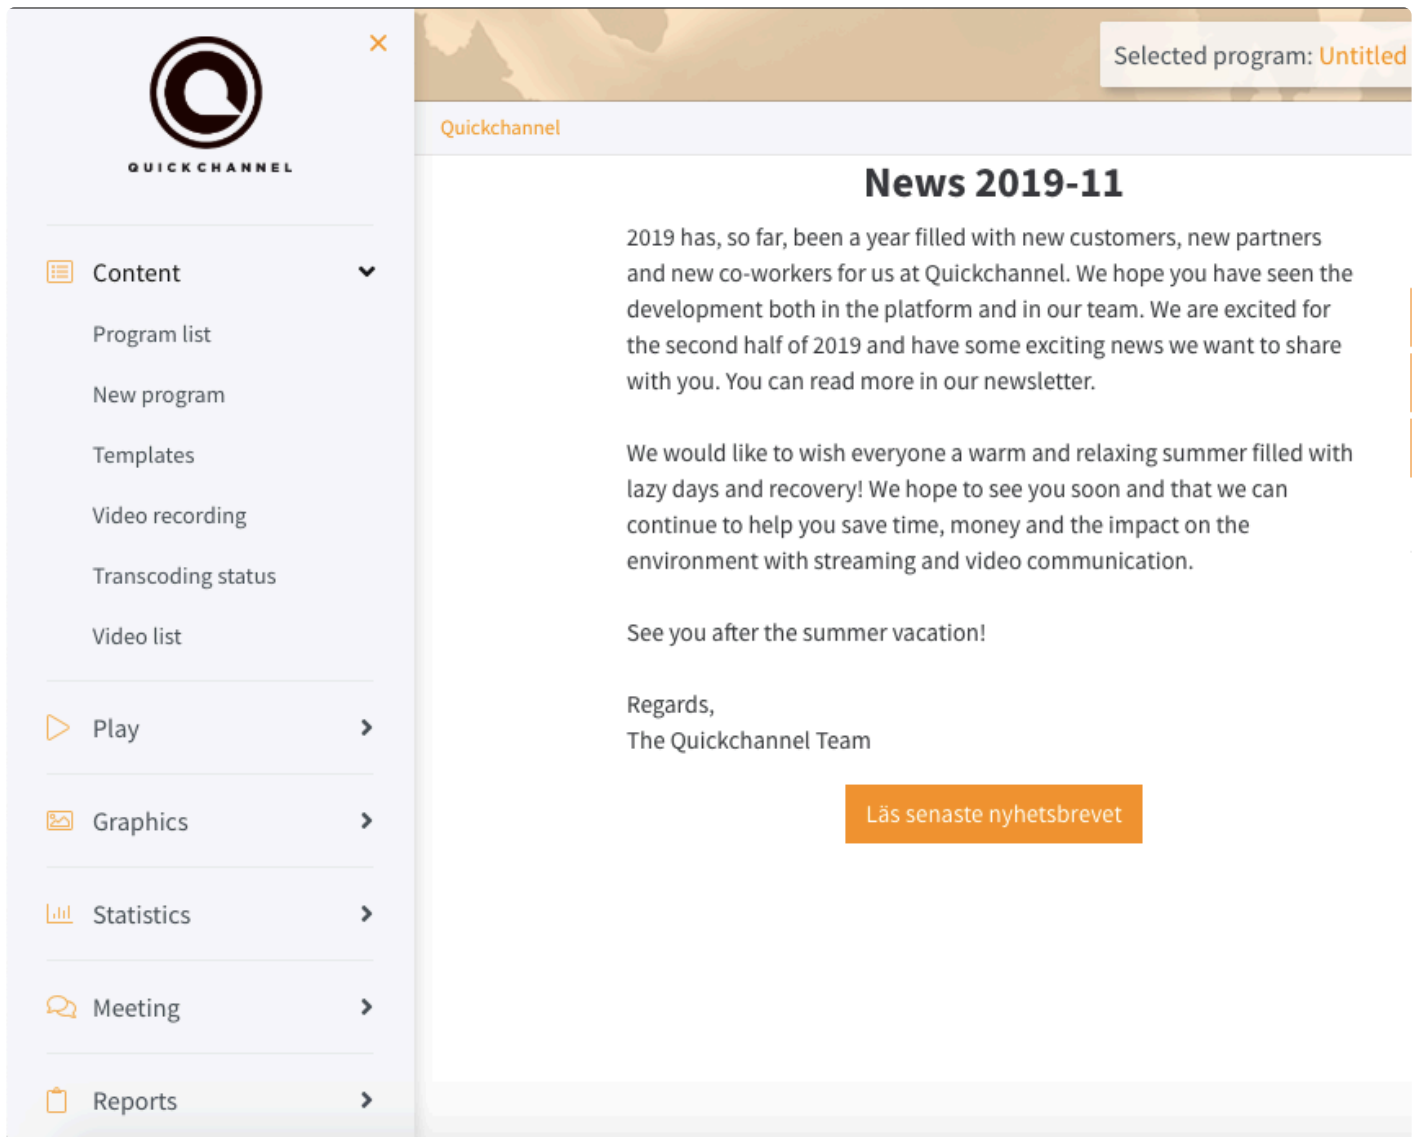 QUICKCHANNEL
Content
Program list
New program
Templates
Video recording
Transcoding status
Video list
Play
Graphics
Statistics
Meeting
Reports
Selected program: Untitled
Quickchannel
News 2019-11
2019 has, so far, been a year filled with new customers, new partners
and new co-workers for us at Quickchannel. We hope you have seen the
development both in the platform and in our team. We are excited for
the second half of 2019 and have some exciting news we want to share
with you. You can read more in our newsletter.
We would like to wish everyone a warm and relaxing summer filled with
lazy days and recovery! We hope to see you soon and that we can
continue to help you save time, money and the impact on the
environment with streaming and video communication.
See you after the summer vacation!
Regards,
The Quickchannel Team
Läs senaste nyhetsbrevet